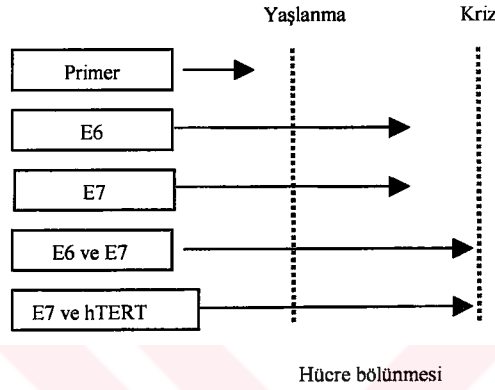 Yaşlanma Kriz
Primer
E6
E7
E6 ve E7
E7 ve hTERT
Hücre bölünmesi